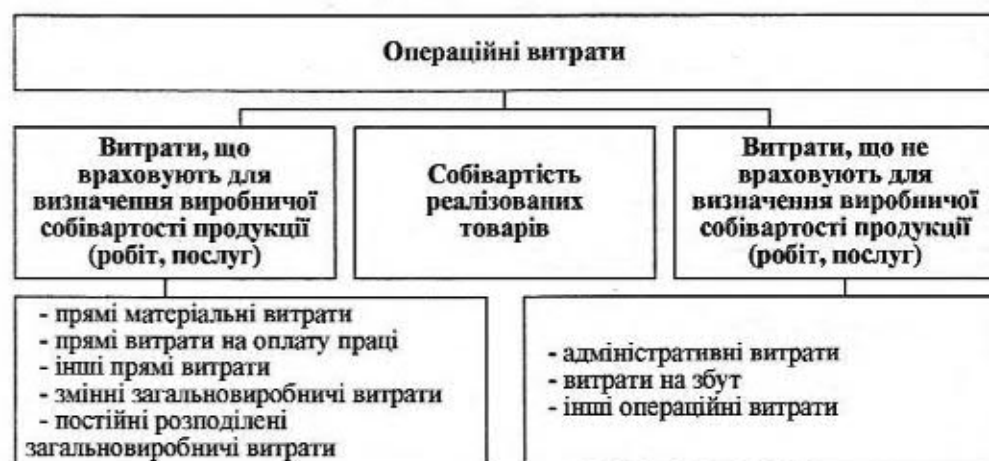 Операційні витрати
Витрати, що
враховують для
визначення виробничої
собівартості продукції
(робіт, послуг)
Собівартість
реалізованих
товарів
Витрати, що не
враховують для
визначення виробничої
собівартості продукції
(робіт, послуг)
- прямі матеріальні витрати
- прямі витрати на оплату праці
- інші прямі витрати
- змінні загальновиробничі витрати
- постійні розподілені
загальновиробничі витрати
- адміністративні витрати
- витрати на збут
- інші операційні витрати